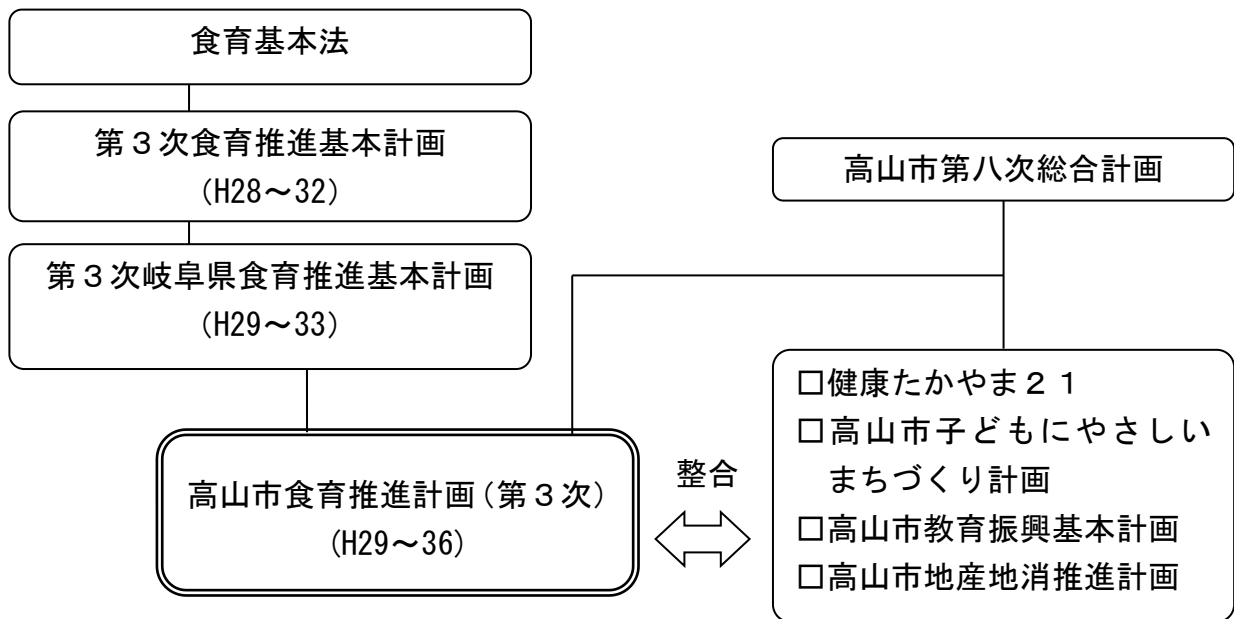 食育基本法
第３次食育推進基本計画
(H28～32)
第３次岐阜県食育推進基本計画
(H29～33)
高山市第八次総合計画
高山市食育推進計画（第３次）
(H29～36)
整合
□健康たかやま２１
□高山市子どもにやさしい
まちづくり計画
□高山市教育振興基本計画
□高山市地産地消推進計画